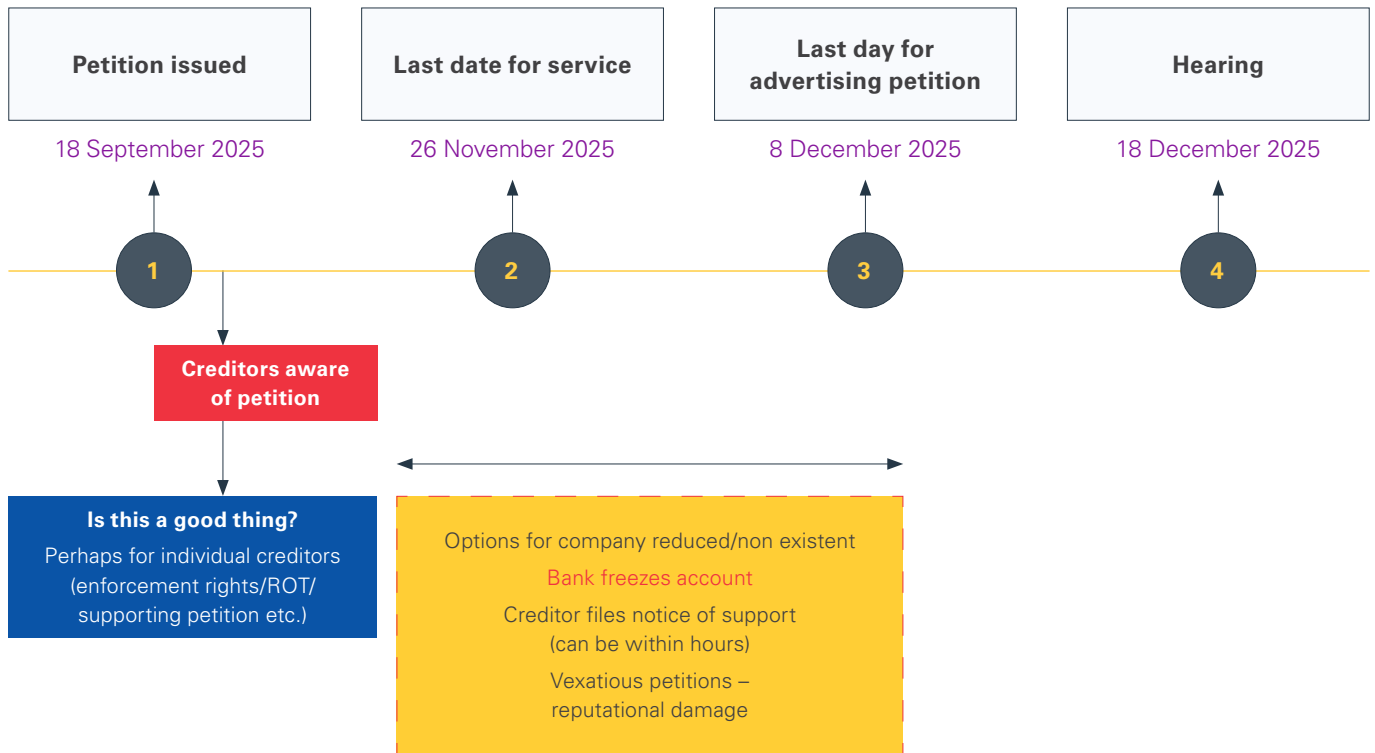 Petition issued
Last date for service
Last day for
advertising petition
Hearing
18 September 2025
26 November 2025
8 December 2025
18 December 2025
1
2
3
4
Creditors aware
of petition
Is this a good thing?
Perhaps for individual creditors
(enforcement rights/ROT/
supporting petition etc.)
Options for company reduced/non existent
Bank freezes account
Creditor files notice of support
(can be within hours)
Vexatious petitions –
reputational damage